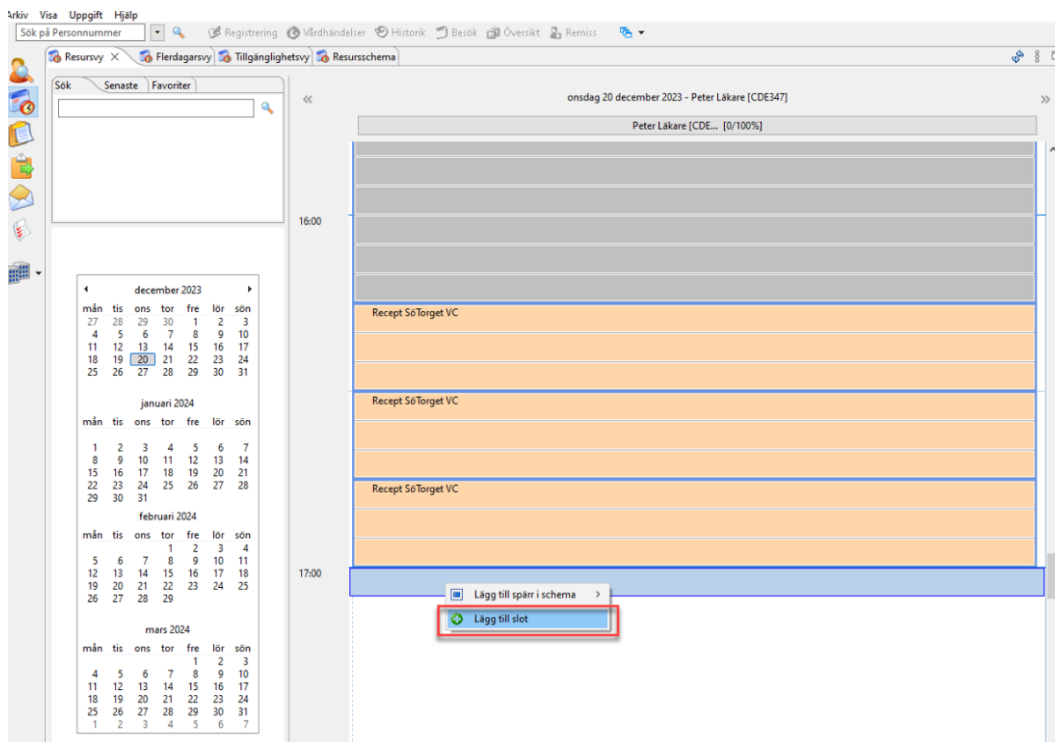 Arkiv Visa Uppgift Hjälp
Sök på Personnummer Registrering Vårdhändelser Historik Besök Översikt Remiss
Resursvy Flerdagarsvy Tillgänglighetsvy Resursschema
Sök Senaste Favoriter
onsdag 20 december 2023 - Peter Läkare [CDE347]
Peter Läkare [CDE... [0/100%]
16:00
Recept SöTorget VC
Recept SöTorget VC
Recept SöTorget VC
17:00
Lägg till spärr i schema
Lägg till slot
december 2023
mån tis ons tor fre lör sön
27 28 29 30 1 2 3
4 5 6 7 8 9 10
11 12 13 14 15 16 17
18 19 20 21 22 23 24
25 26 27 28 29 30 31
januari 2024
mån tis ons tor fre lör sön
1 2 3 4 5 6 7
8 9 10 11 12 13 14
15 16 17 18 19 20 21
22 23 24 25 26 27 28
29 30 31
februari 2024
mån tis ons tor fre lör sön
1 2 3 4
5 6 7 8 9 10 11
12 13 14 15 16 17 18
19 20 21 22 23 24 25
26 27 28 29
mars 2024
mån tis ons tor fre lör sön
1 2 3
4 5 6 7 8 9 10
11 12 13 14 15 16 17
18 19 20 21 22 23 24
25 26 27 28 29 30 31
1 2 3 4 5 6 7